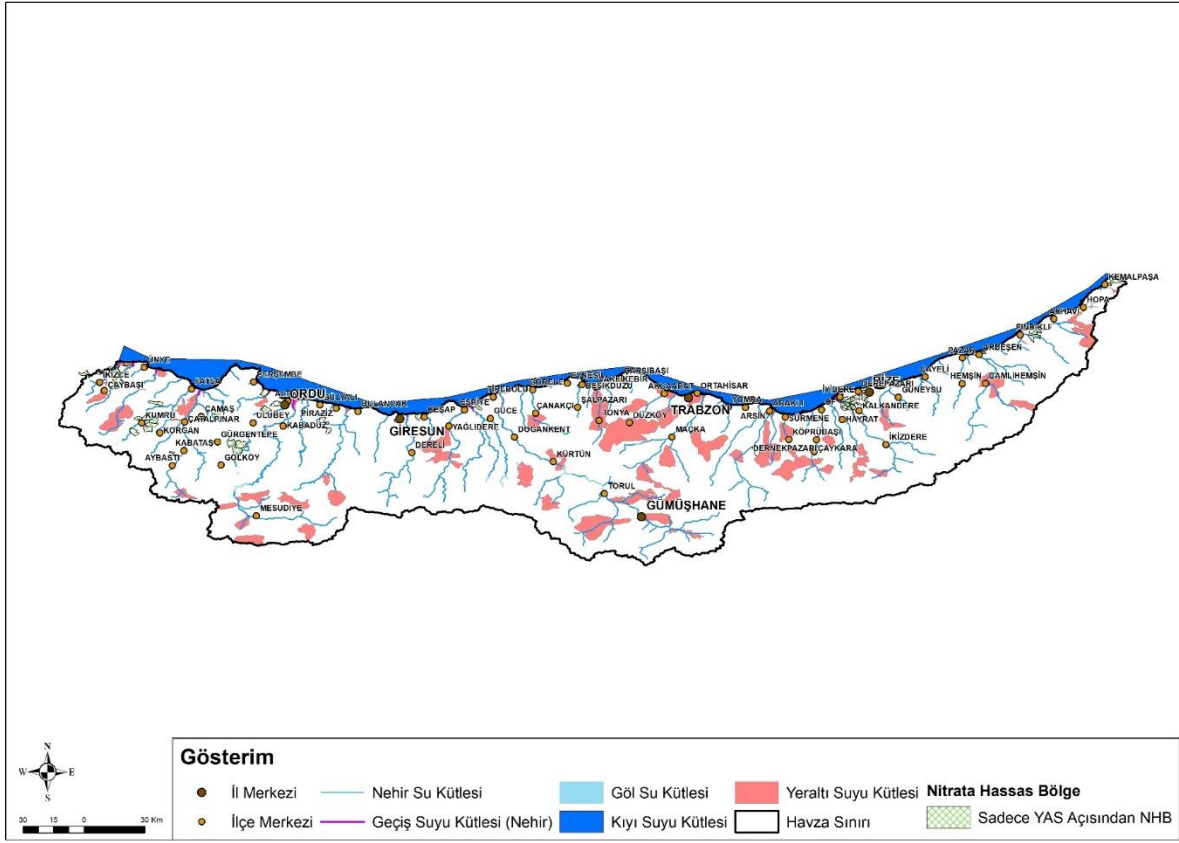 KEMALPAŞA
HOPA
ARHAVİ
FINDIKLI
ARDEŞEN
PAZAR
ÇAYELİ
HEMŞİN
ÇAMLIHEMŞİN
RİZE
DEREPAZARI
İYİDERE
GÜNEYSU
KALKANDERE
HAYRAT
İKİZDERE
SÜRMENE
ARAKLI
ARSİN
YOMRA
KÖPRÜBAŞI
DERNEKPAZARI
ÇAYKARA
ORTAHİSAR
AKÇAABAT
TRABZON
MAÇKA
DÜZKÖY
TONYA
ÇARŞIBAŞI
VAKFIKEBİR
BEŞİKDÜZÜ
ŞALPAZARI
EYNESİL
GÖRELE
ÇANAKÇI
TİREBOLU
GÜCE
DOĞANKENT
ESPİYE
YAĞLIDERE
KEŞAP
GİRESUN
DERELİ
BULANCAK
PİRAZİZ
GÜLYALI
ORDU
KABADÜZ
ULUBEY
PERŞEMBE
FATSA
ÜNYE
İKİZCE
ÇAYBAŞI
KUMRU
ÇAMAŞ
ÇATALPINAR
KORGAN
KABATAŞ
GÜRGENTEPE
AYBASTI
GÖLKÖY
MESUDİYE
KÜRTÜN
TORUL
GÜMÜŞHANE
N
W E
S
30 15 0 30 Km
Gösterim
İl Merkezi
İlçe Merkezi
Nehir Su Kütlesi
Geçiş Suyu Kütlesi (Nehir)
Göl Su Kütlesi
Kıyı Suyu Kütlesi
Yeraltı Suyu Kütlesi
Havza Sınırı
Nitrata Hassas Bölge
Sadece YAS Açısından NHB